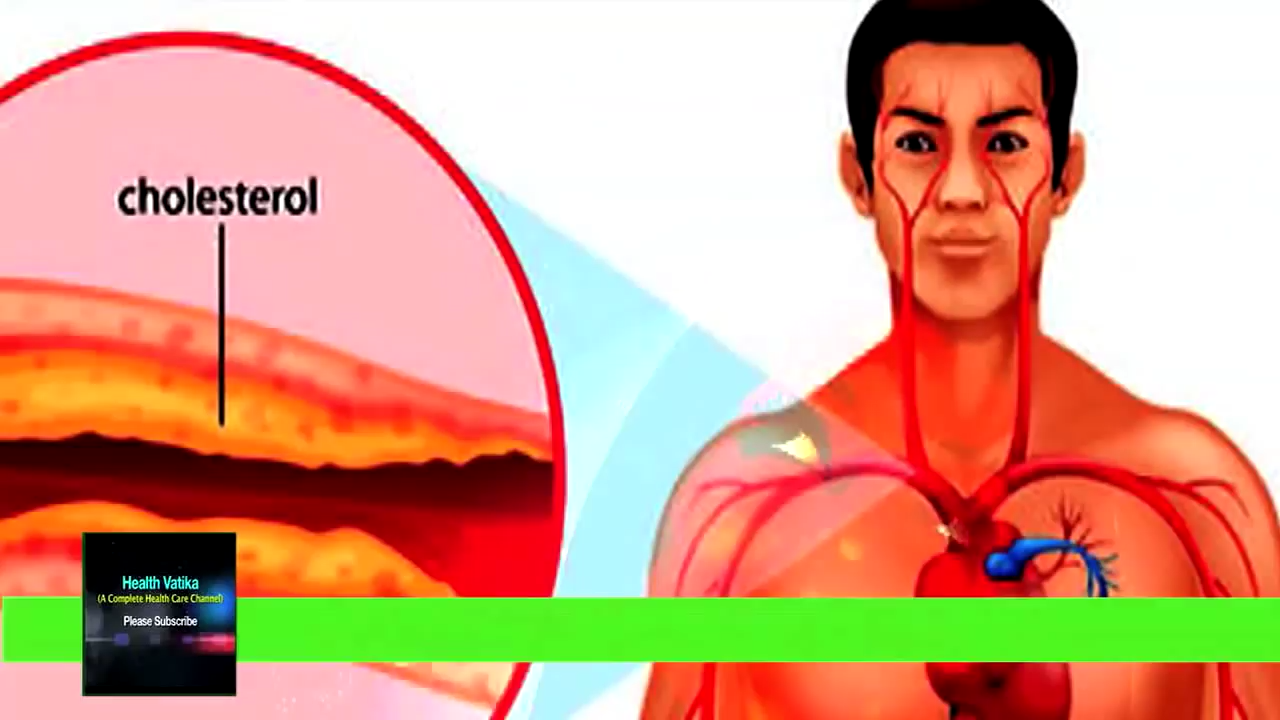 cholesterol
Health Vatika
(A Complete Health Care Channel)
Please Subscribe